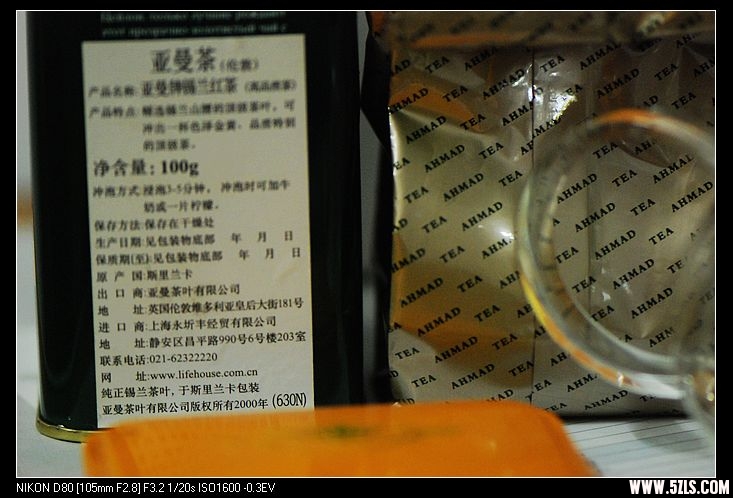 亚曼茶(伦敦)
产品名称:亚曼牌锡兰红茶(高品质茶)
产品特点:精选锡兰山腰的顶级茶叶,可
冲出一杯色泽金黄、品质特别
的顶级茶。
净含量:100g
冲泡方式:浸泡3-5分钟,冲泡时可加牛
奶或一片柠檬。
保存方法:保存在干燥处
生产日期:见包装物底部 年 月 日
保质期(至):见包装物底部 年 月 日
原产国:斯里兰卡
出口商:亚曼茶叶有限公司
地址:英国伦敦维多利亚皇后大街181号
进口商:上海永圻丰经贸有限公司
地址:静安区昌平路990号6号楼203室
联系电话:021-62322220
网址:www.lifehouse.com.cn
纯正锡兰茶叶,于斯里兰卡包装
亚曼茶叶有限公司版权所有2000年(630N)
AHMAD TEA AHMAD TEA
NIKON D80 [105mm F2.8] F3.2 1/20s ISO1600 -0.3EV
WWW.5ZLS.COM